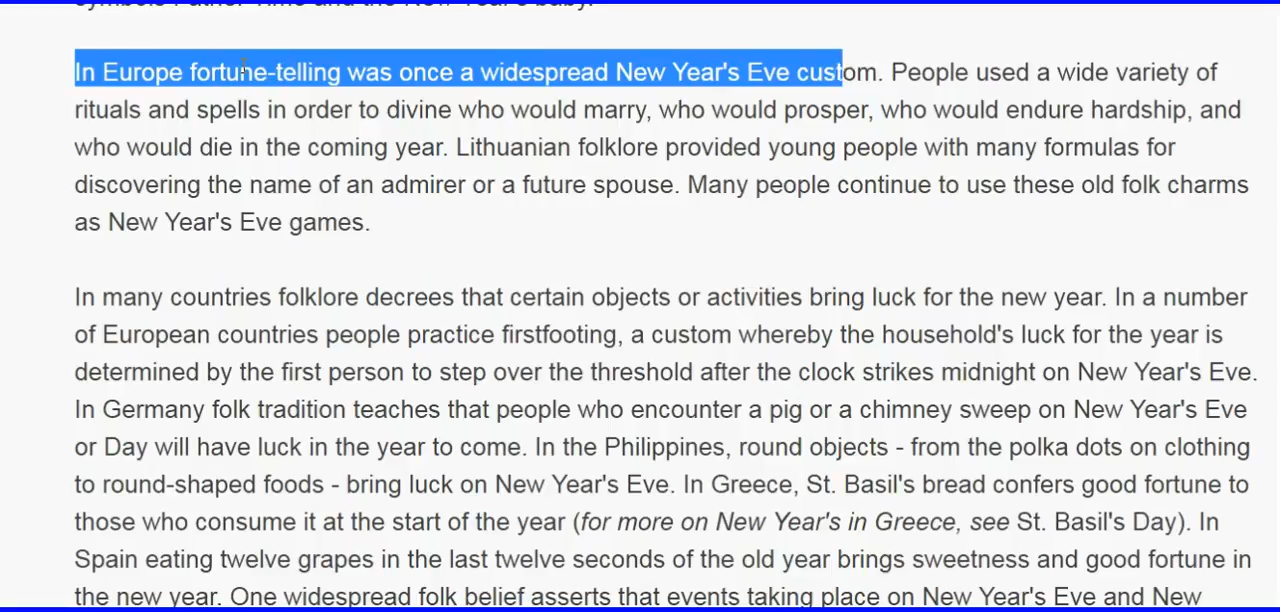 symbols Father Time and the New Year's baby.
In Europe fortune-telling was once a widespread New Year's Eve custom. People used a wide variety of
rituals and spells in order to divine who would marry, who would prosper, who would endure hardship, and
who would die in the coming year. Lithuanian folklore provided young people with many formulas for
discovering the name of an admirer or a future spouse. Many people continue to use these old folk charms
as New Year's Eve games.
In many countries folklore decrees that certain objects or activities bring luck for the new year. In a number
of European countries people practice firstfooting, a custom whereby the household's luck for the year is
determined by the first person to step over the threshold after the clock strikes midnight on New Year's Eve.
In Germany folk tradition teaches that people who encounter a pig or a chimney sweep on New Year's Eve
or Day will have luck in the year to come. In the Philippines, round objects - from the polka dots on clothing
to round-shaped foods - bring luck on New Year's Eve. In Greece, St. Basil's bread confers good fortune to
those who consume it at the start of the year (for more on New Year's in Greece, see St. Basil's Day). In
Spain eating twelve grapes in the last twelve seconds of the old year brings sweetness and good fortune in
the new year. One widespread folk belief asserts that events taking place on New Year's Eve and New